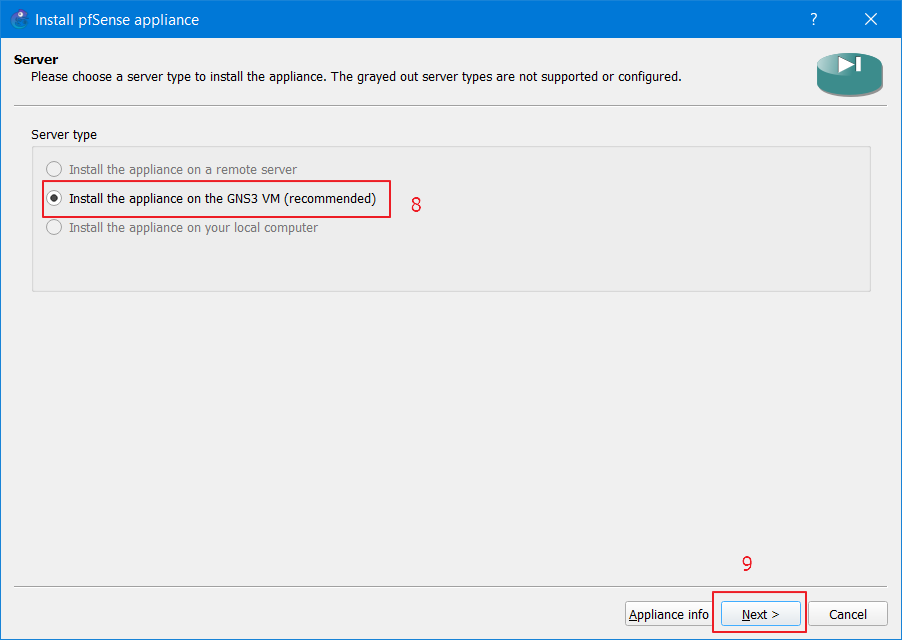 Install pfSense appliance
?
Server
Please choose a server type to install the appliance. The grayed out server types are not supported or configured.
Server type
Install the appliance on a remote server
Install the appliance on the GNS3 VM (recommended)
8
Install the appliance on your local computer
9
Appliance info
Next >
Cancel